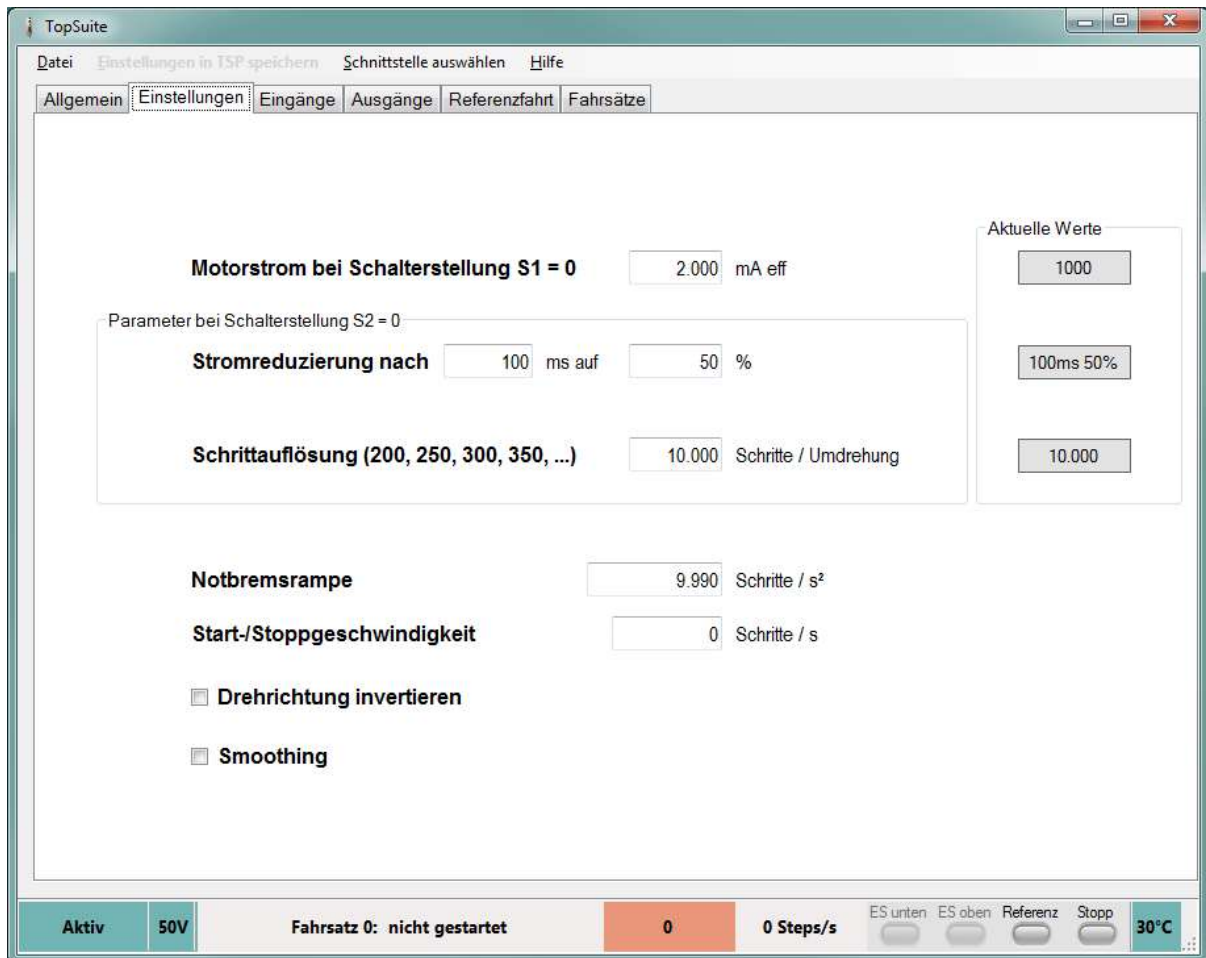 TopSuite
Datei Einstellungen in TSP speichern Schnittstelle auswählen Hilfe
Allgemein Einstellungen Eingänge Ausgänge Referenzfahrt Fahrsätze
Aktuelle Werte
Motorstrom bei Schalterstellung S1 = 0 2.000 mA eff 1000
Parameter bei Schalterstellung S2 = 0
Stromreduzierung nach 100 ms auf 50 % 100ms 50%
Schrittauflösung (200, 250, 300, 350, ...) 10.000 Schritte / Umdrehung 10.000
Notbremsrampe 9.990 Schritte / s²
Start-/Stoppgeschwindigkeit 0 Schritte / s
Drehrichtung invertieren
Smoothing
ES unten ES oben Referenz Stopp
Aktiv 50V Fahrsatz 0: nicht gestartet 0 0 Steps/s 30°C